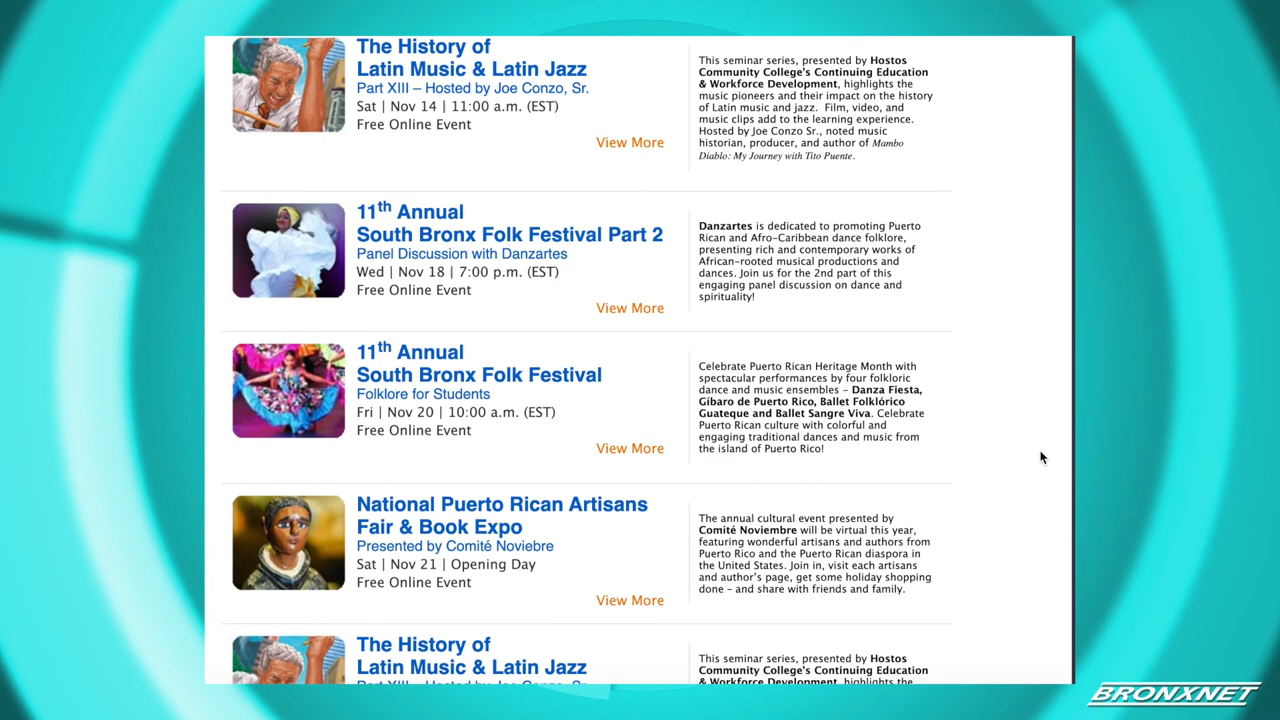 The History of
Latin Music & Latin Jazz
Part XIII – Hosted by Joe Conzo, Sr.
Sat | Nov 14 | 11:00 a.m. (EST)
Free Online Event
View More
This seminar series, presented by Hostos
Community College's Continuing Education
& Workforce Development, highlights the
music pioneers and their impact on the history
of Latin music and jazz. Film, video, and
music clips add to the learning experience.
Hosted by Joe Conzo Sr., noted music
historian, producer, and author of Mambo
Diablo: My Journey with Tito Puente.
11th Annual
South Bronx Folk Festival Part 2
Panel Discussion with Danzartes
Wed | Nov 18 | 7:00 p.m. (EST)
Free Online Event
View More
Danzartes is dedicated to promoting Puerto
Rican and Afro-Caribbean dance folklore,
presenting rich and contemporary works of
African-rooted musical productions and
dances. Join us for the 2nd part of this
engaging panel discussion on dance and
spirituality!
11th Annual
South Bronx Folk Festival
Folklore for Students
Fri | Nov 20 | 10:00 a.m. (EST)
Free Online Event
View More
Celebrate Puerto Rican Heritage Month with
spectacular performances by four folkloric
dance and music ensembles – Danza Fiesta,
Gíbaro de Puerto Rico, Ballet Folklórico
Guateque and Ballet Sangre Viva. Celebrate
Puerto Rican culture with colorful and
engaging traditional dances and music from
the island of Puerto Rico!
National Puerto Rican Artisans
Fair & Book Expo
Presented by Comité Noviebre
Sat | Nov 21 | Opening Day
Free Online Event
View More
The annual cultural event presented by
Comité Noviembre will be virtual this year,
featuring wonderful artisans and authors from
Puerto Rico and the Puerto Rican diaspora in
the United States. Join in, visit each artisans
and author's page, get some holiday shopping
done – and share with friends and family.
The History of
Latin Music & Latin Jazz
Part XIII – Hosted by Joe Conzo, Sr.
This seminar series, presented by Hostos
Community College's Continuing Education
& Workforce Development, highlights the
BRONXNET